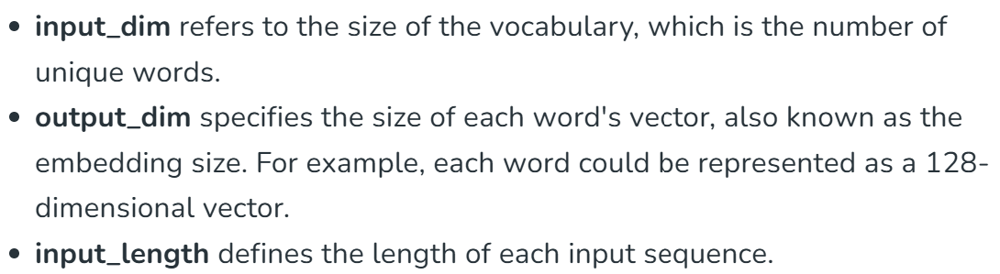 • input_dim refers to the size of the vocabulary, which is the number of
unique words.
• output_dim specifies the size of each word's vector, also known as the
embedding size. For example, each word could be represented as a 128-
dimensional vector.
• input_length defines the length of each input sequence.